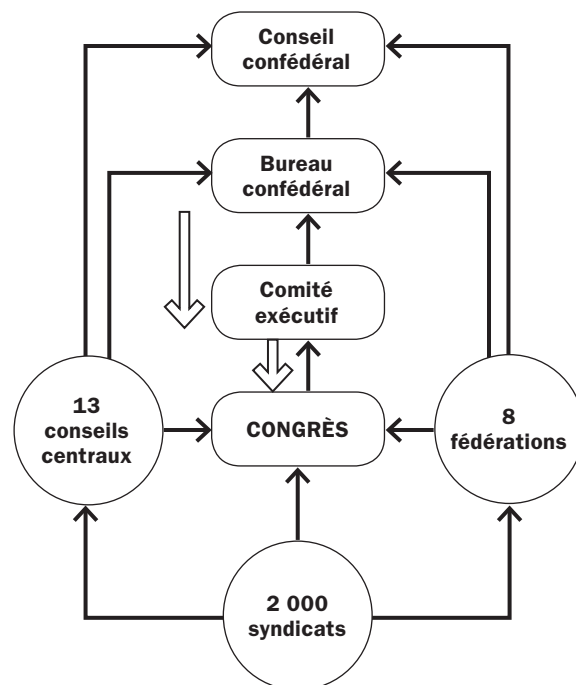 Conseil
confédéral
Bureau
confédéral
Comité
exécutif
13
conseils
centraux
CONGRÈS
8
fédérations
2 000
syndicats